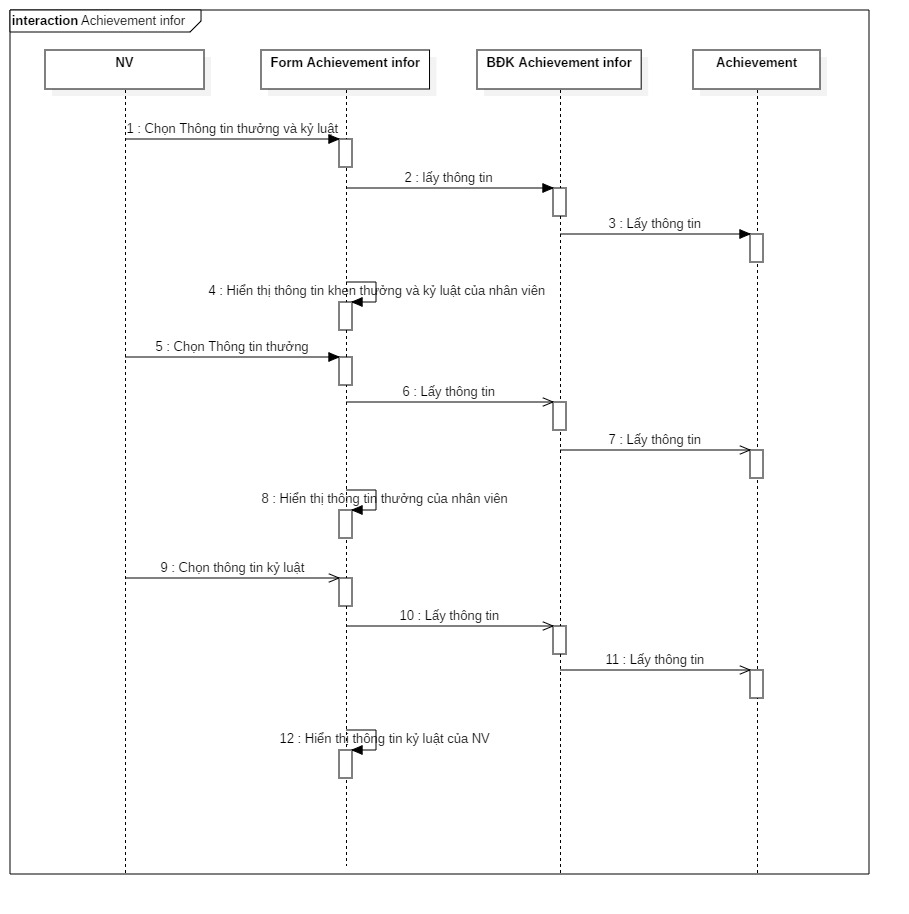 interaction Achievement infor
NV
Form Achievement infor
BĐK Achievement infor
Achievement
1 : Chọn Thông tin thưởng và kỷ luật
2 : lấy thông tin
3 : Lấy thông tin
4 : Hiển thị thông tin khen thưởng và kỷ luật của nhân viên
5 : Chọn Thông tin thưởng
6 : Lấy thông tin
7 : Lấy thông tin
8 : Hiển thị thông tin thưởng của nhân viên
9 : Chọn thông tin kỷ luật
10 : Lấy thông tin
11 : Lấy thông tin
12 : Hiển thị thông tin kỷ luật của NV